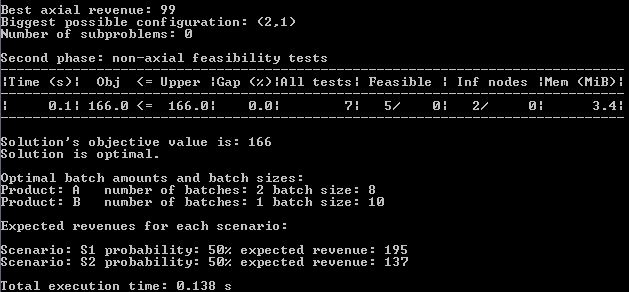 Best axial revenue: 99
Biggest possible configuration: (2,1)
Number of subproblems: 0
Second phase: non-axial feasibility tests
|Time (s)| Obj <= Upper |Gap (%)|All tests| Feasible | Inf nodes |Mem (MiB)|
| 0.1| 166.0 <= 166.0| 0.0| 7| 5/ 0| 2/ 0| 3.4|
Solution's objective value is: 166
Solution is optimal.
Optimal batch amounts and batch sizes:
Product: A number of batches: 2 batch size: 8
Product: B number of batches: 1 batch size: 10
Expected revenues for each scenario:
Scenario: S1 probability: 50% expected revenue: 195
Scenario: S2 probability: 50% expected revenue: 137
Total execution time: 0.138 s